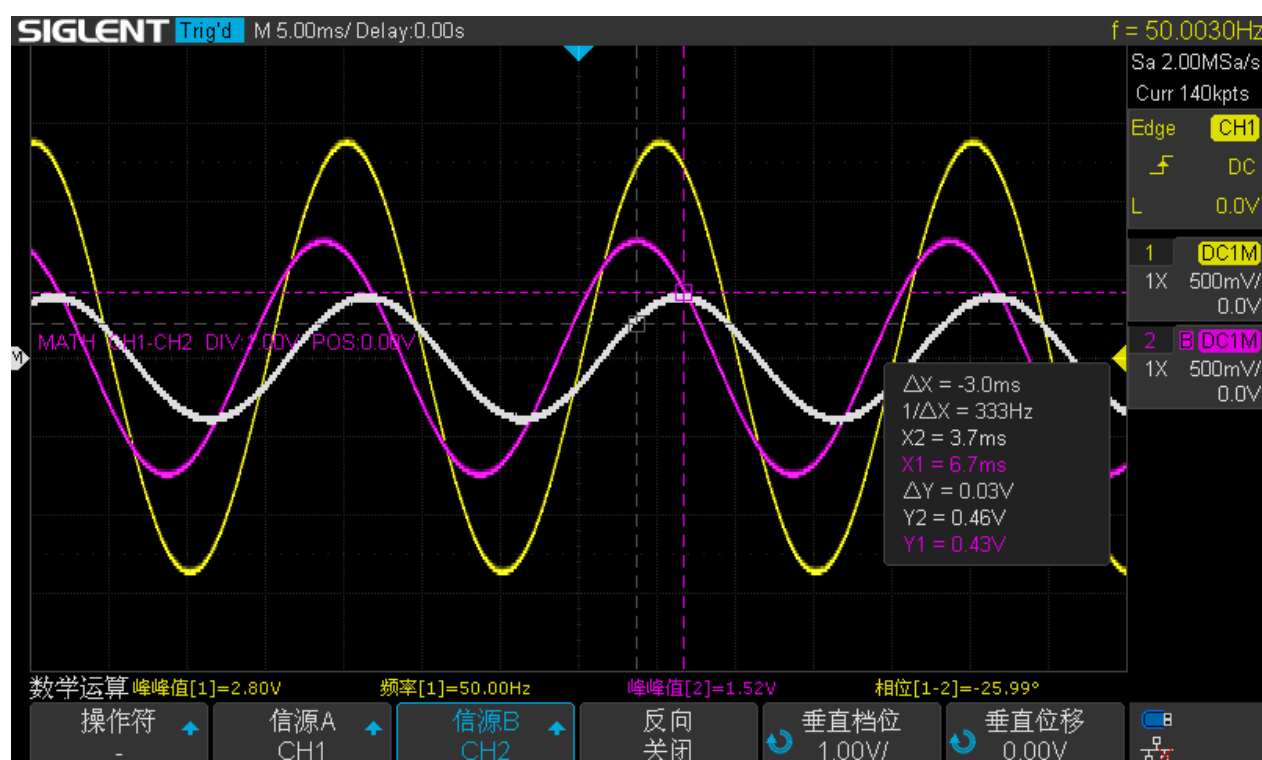 SIGLENT Trig'd M 5.00ms/ Delay:0.00s f = 50.0030Hz
Sa 2.00MSa/s
Curr 140kpts
Edge CH1
DC
L 0.0V
1 DC1M
1X 500mV/
0.0V
2 B DC1M
1X 500mV/
0.0V
MATH CH1-CH2 DIV:1.00V POS:0.00V
M
ΔX = -3.0ms
1/ΔX = 333Hz
X2 = 3.7ms
X1 = 6.7ms
ΔY = 0.03V
Y2 = 0.46V
Y1 = 0.43V
数学运算 峰峰值[1]=2.80V 频率[1]=50.00Hz 峰峰值[2]=1.52V 相位[1-2]=-25.99°
操作符 信源A 信源B 反向 垂直档位 垂直位移
- CH1 CH2 关闭 1.00V/ 0.00V